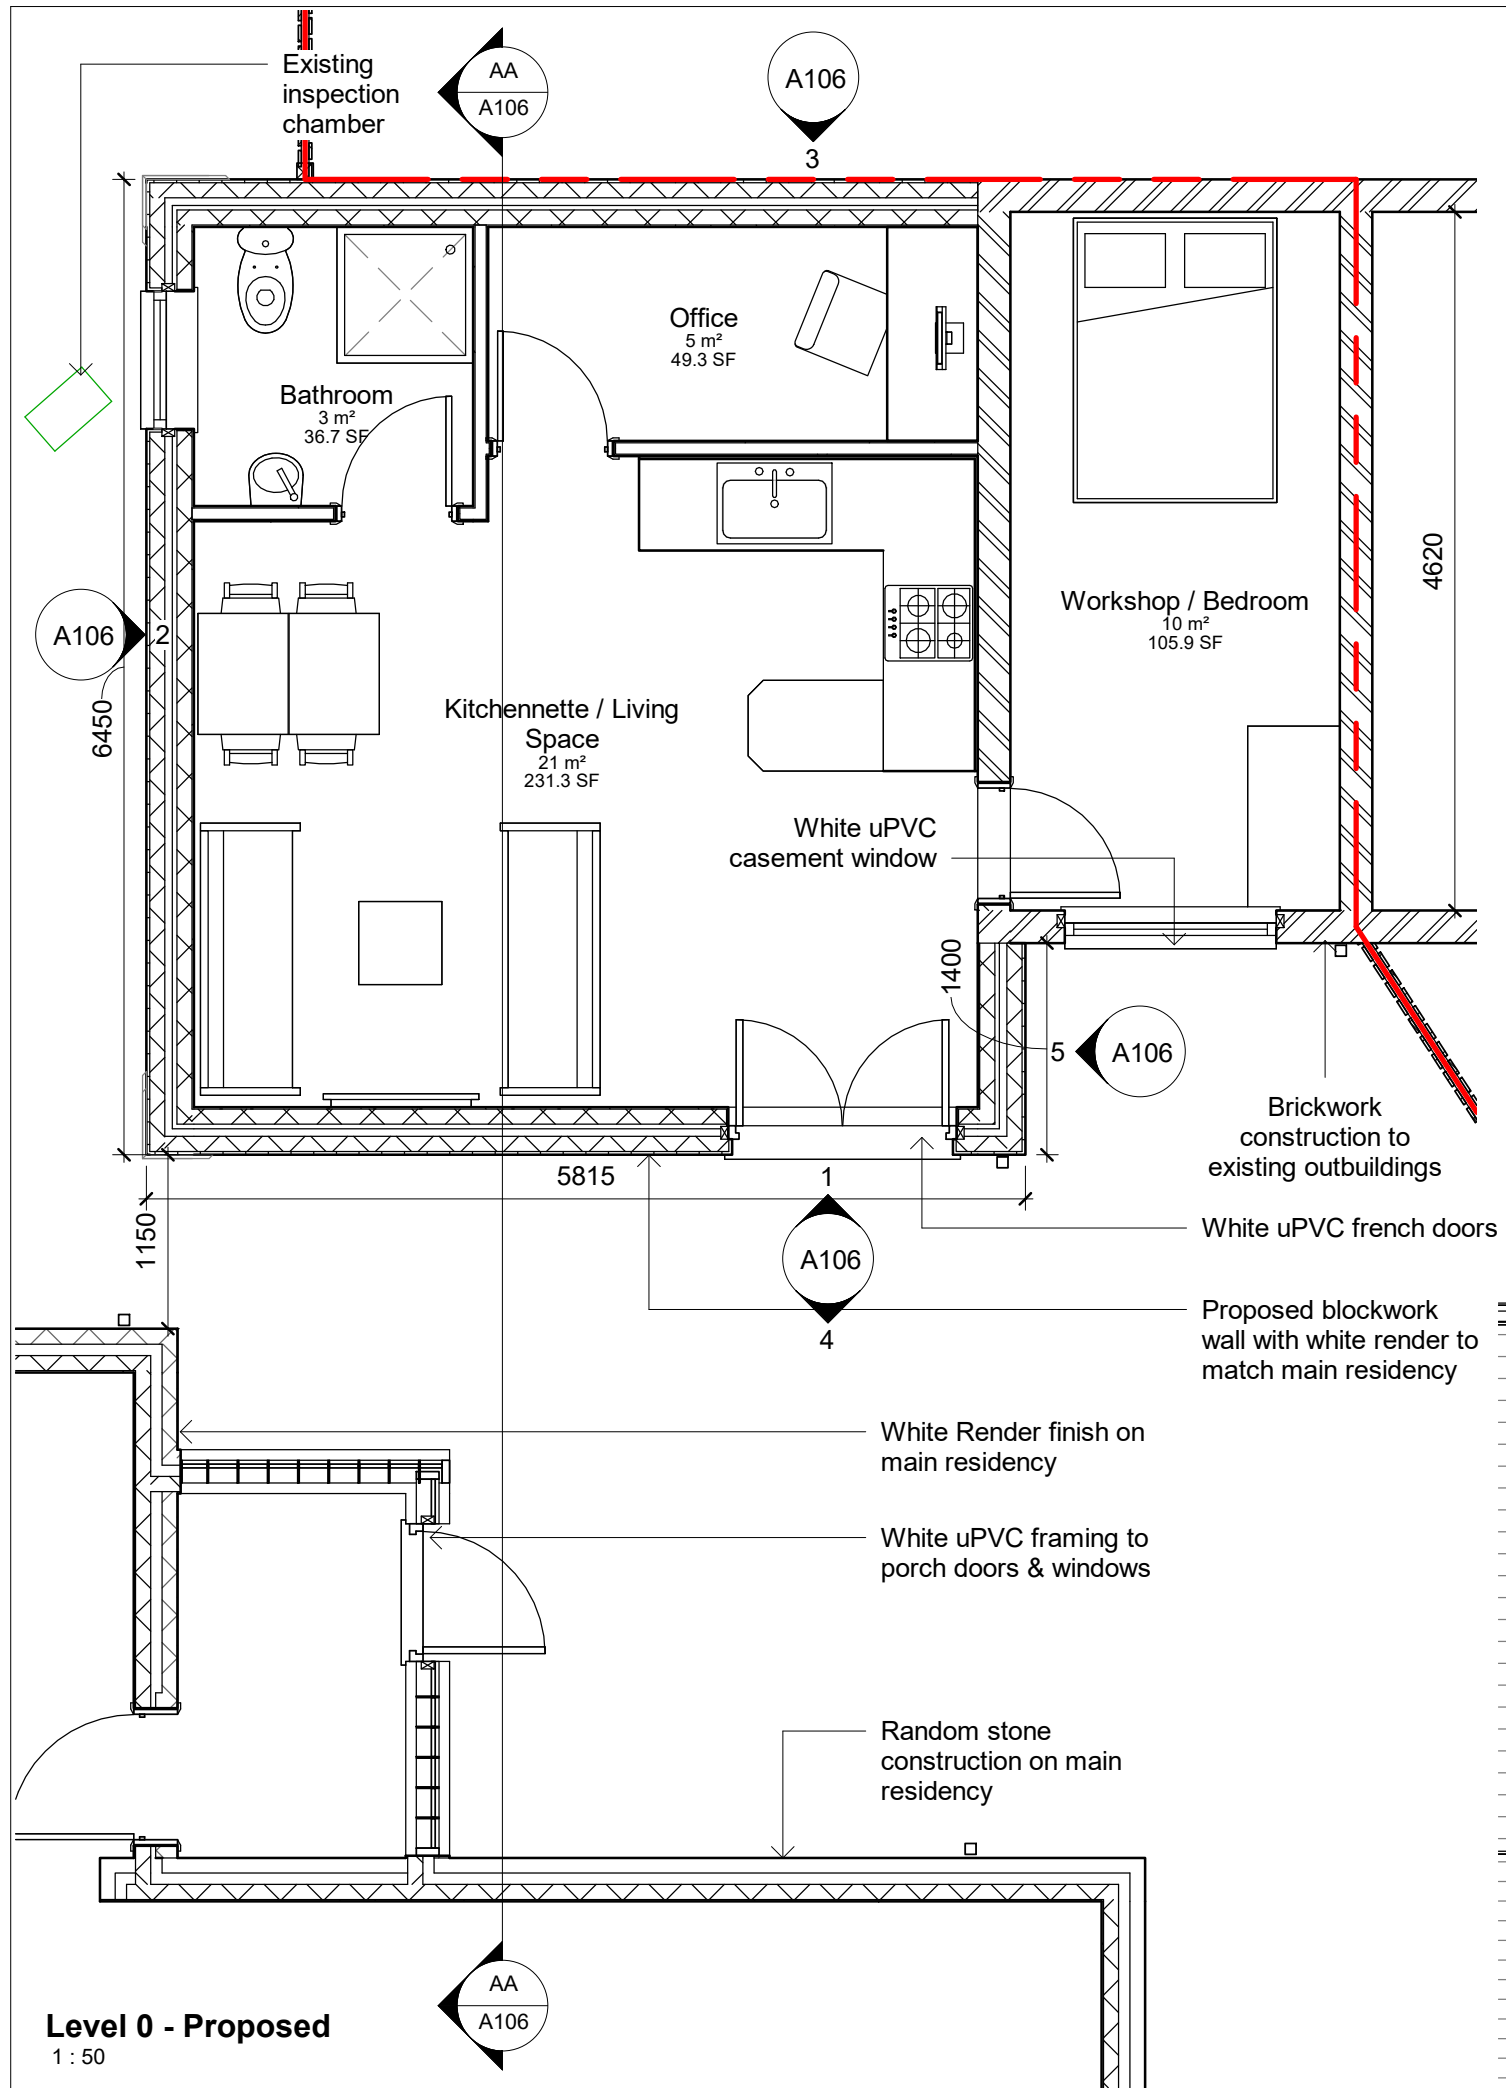 Existing
inspection
chamber
AA
A106
A106
3
Office
5 m²
49.3 SF
Bathroom
3 m²
36.7 SF
4620
Workshop / Bedroom
10 m²
105.9 SF
A106
2
6450
Kitchennette / Living
Space
21 m²
231.3 SF
White uPVC
casement window
1400
5
A106
Brickwork
construction to
existing outbuildings
5815
1
1150
A106
4
White uPVC french doors
Proposed blockwork
wall with white render to
match main residency
White Render finish on
main residency
White uPVC framing to
porch doors & windows
Random stone
construction on main
residency
AA
A106
Level 0 - Proposed
1 : 50